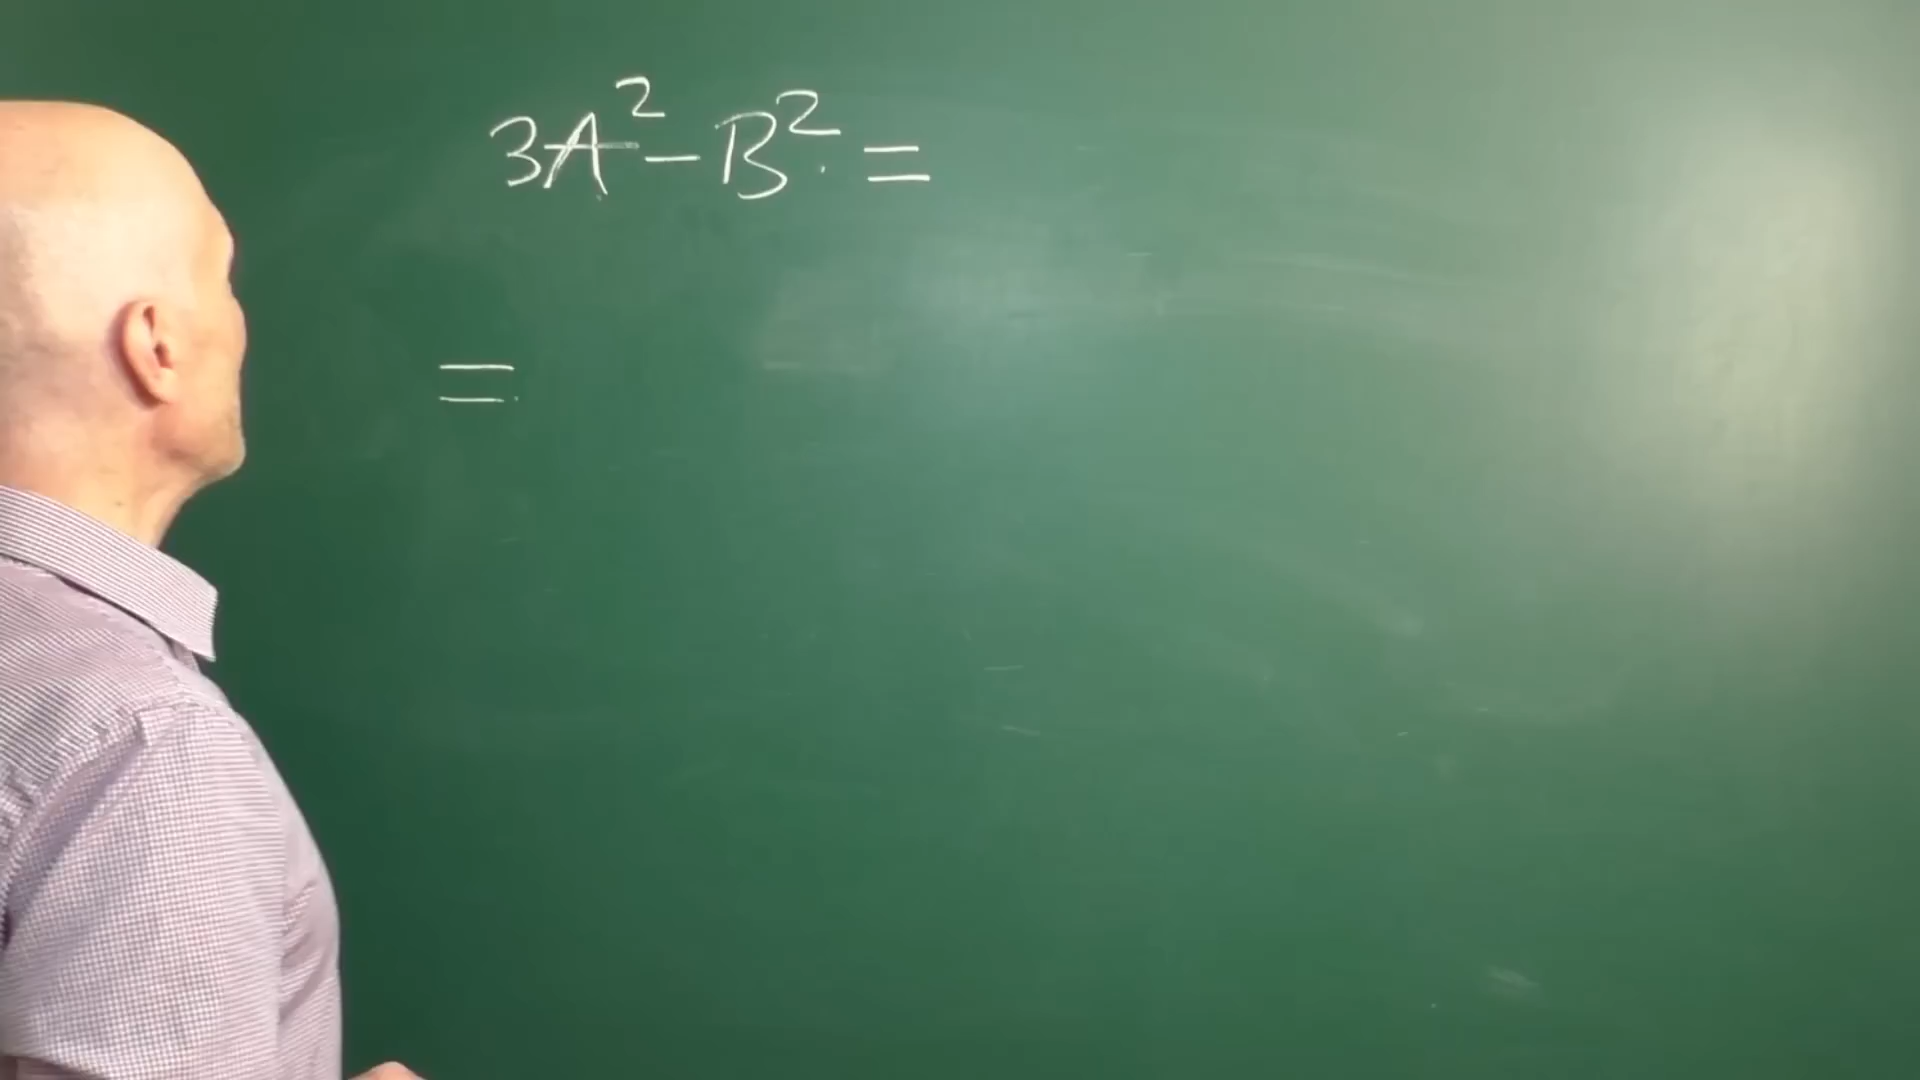 3A² - B² =
=